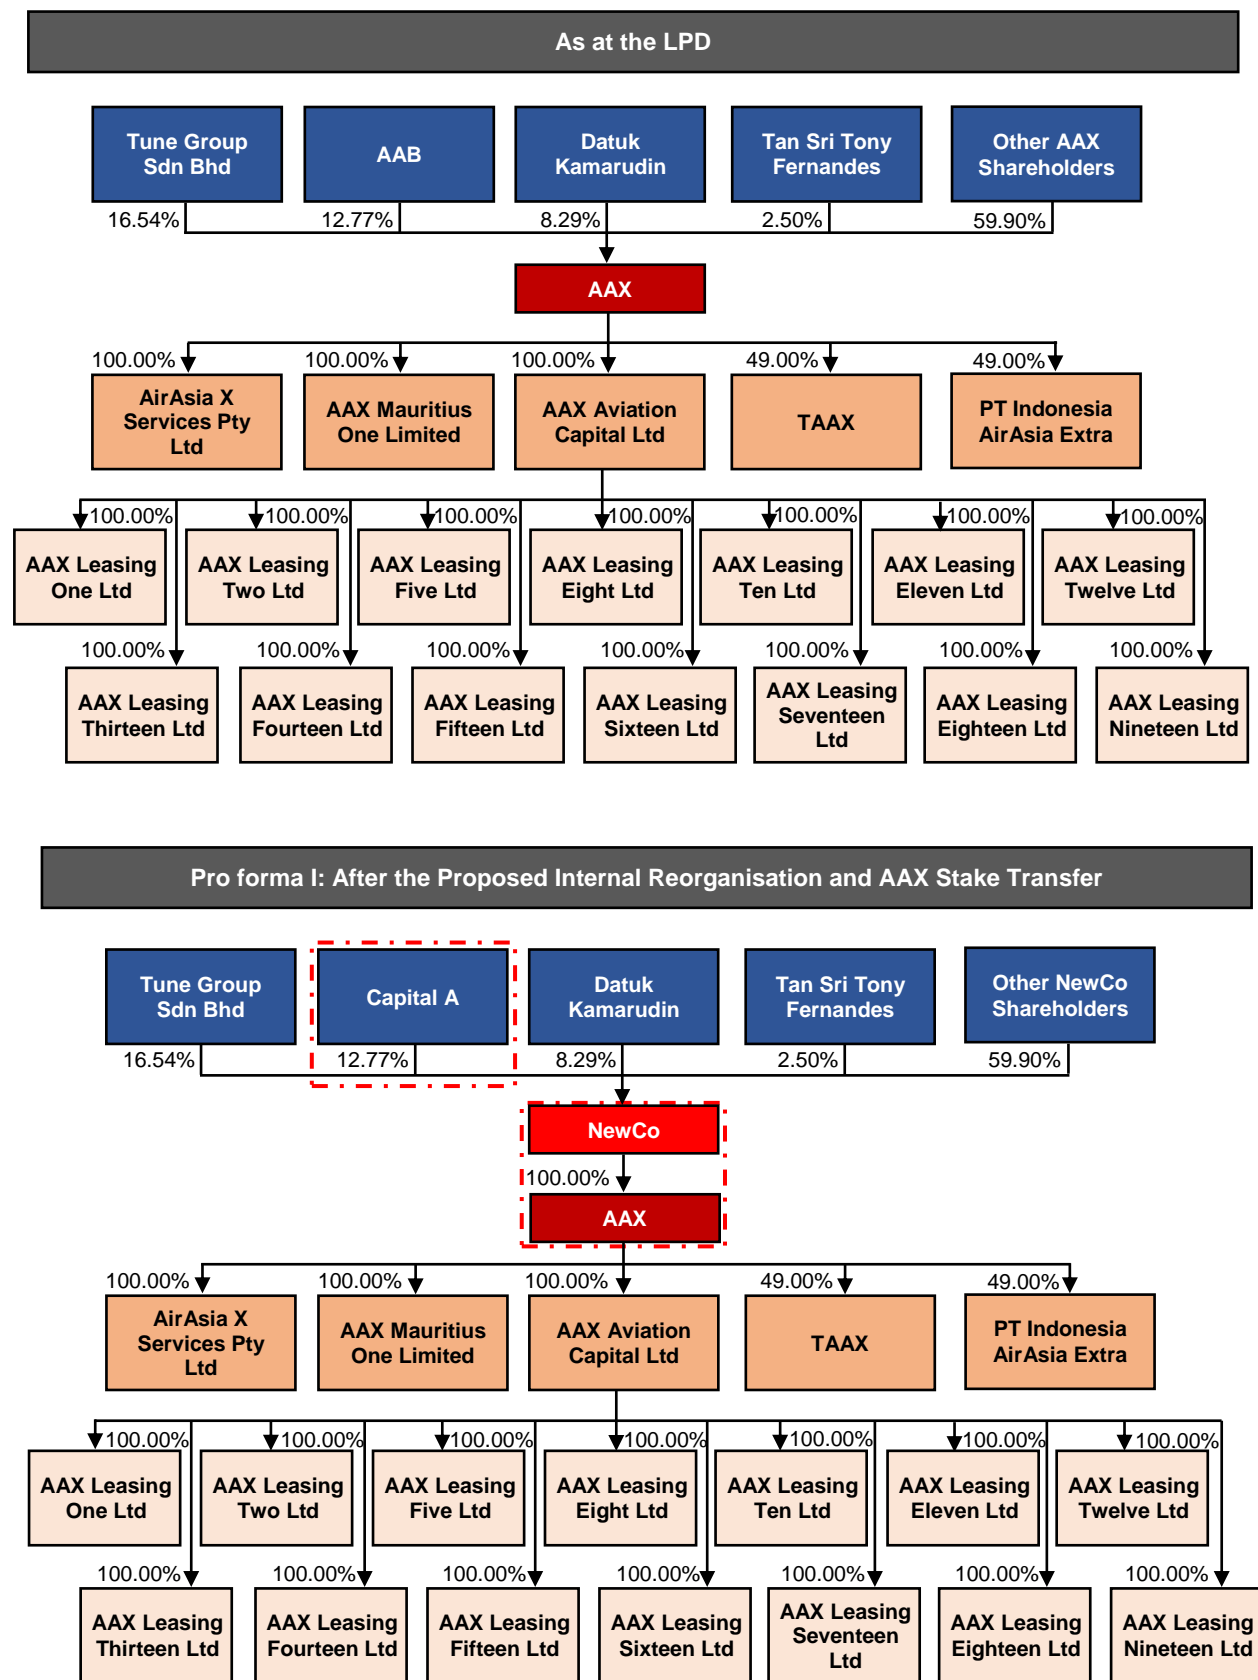 As at the LPD
Tune Group
Sdn Bhd
AAB
Datuk
Kamarudin
Tan Sri Tony
Fernandes
Other AAX
Shareholders
16.54%
12.77%
8.29%
2.50%
59.90%
AAX
100.00%
100.00%
100.00%
49.00%
49.00%
AirAsia X
Services Pty
Ltd
AAX Mauritius
One Limited
AAX Aviation
Capital Ltd
TAAX
PT Indonesia
AirAsia Extra
100.00%
100.00%
100.00%
100.00%
100.00%
100.00%
100.00%
AAX Leasing
One Ltd
AAX Leasing
Two Ltd
AAX Leasing
Five Ltd
AAX Leasing
Eight Ltd
AAX Leasing
Ten Ltd
AAX Leasing
Eleven Ltd
AAX Leasing
Twelve Ltd
100.00%
100.00%
100.00%
100.00%
100.00%
100.00%
100.00%
AAX Leasing
Thirteen Ltd
AAX Leasing
Fourteen Ltd
AAX Leasing
Fifteen Ltd
AAX Leasing
Sixteen Ltd
AAX Leasing
Seventeen
Ltd
AAX Leasing
Eighteen Ltd
AAX Leasing
Nineteen Ltd
Pro forma I: After the Proposed Internal Reorganisation and AAX Stake Transfer
Tune Group
Sdn Bhd
Capital A
Datuk
Kamarudin
Tan Sri Tony
Fernandes
Other NewCo
Shareholders
16.54%
12.77%
8.29%
2.50%
59.90%
NewCo
100.00%
AAX
100.00%
100.00%
100.00%
49.00%
49.00%
AirAsia X
Services Pty
Ltd
AAX Mauritius
One Limited
AAX Aviation
Capital Ltd
TAAX
PT Indonesia
AirAsia Extra
100.00%
100.00%
100.00%
100.00%
100.00%
100.00%
100.00%
AAX Leasing
One Ltd
AAX Leasing
Two Ltd
AAX Leasing
Five Ltd
AAX Leasing
Eight Ltd
AAX Leasing
Ten Ltd
AAX Leasing
Eleven Ltd
AAX Leasing
Twelve Ltd
100.00%
100.00%
100.00%
100.00%
100.00%
100.00%
100.00%
AAX Leasing
Thirteen Ltd
AAX Leasing
Fourteen Ltd
AAX Leasing
Fifteen Ltd
AAX Leasing
Sixteen Ltd
AAX Leasing
Seventeen
Ltd
AAX Leasing
Eighteen Ltd
AAX Leasing
Nineteen Ltd